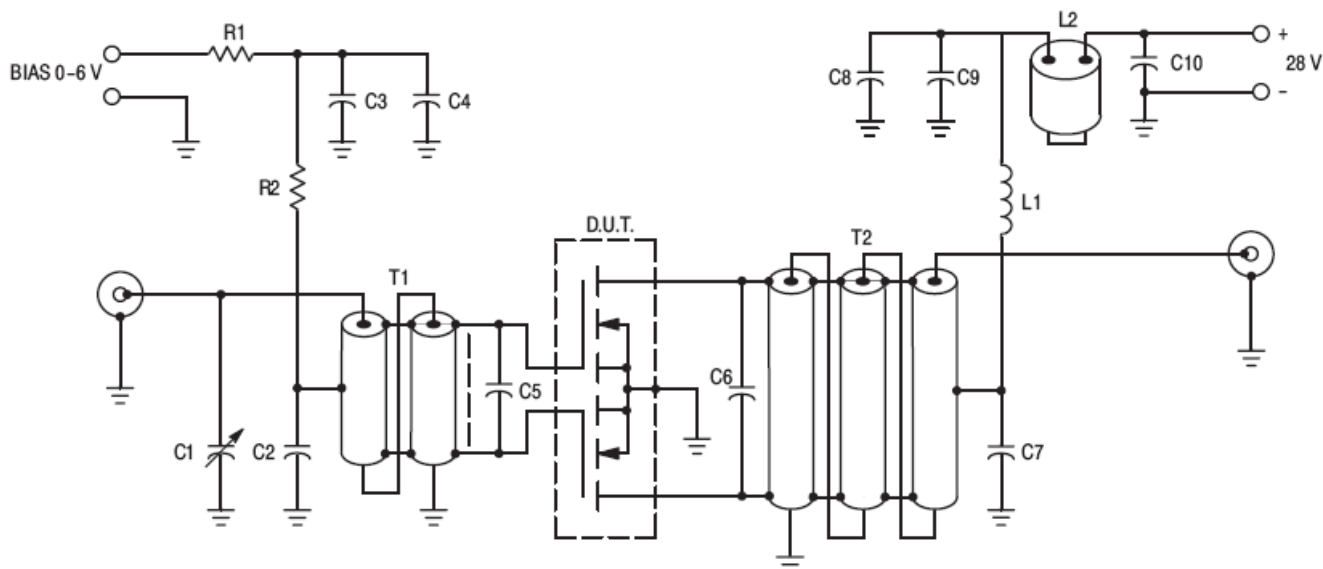 R1
BIAS 0-6 V
C3
C4
R2
L2
+
C8
C9
C10
28 V
–
L1
D.U.T.
T1
T2
C1
C2
C5
C6
C7